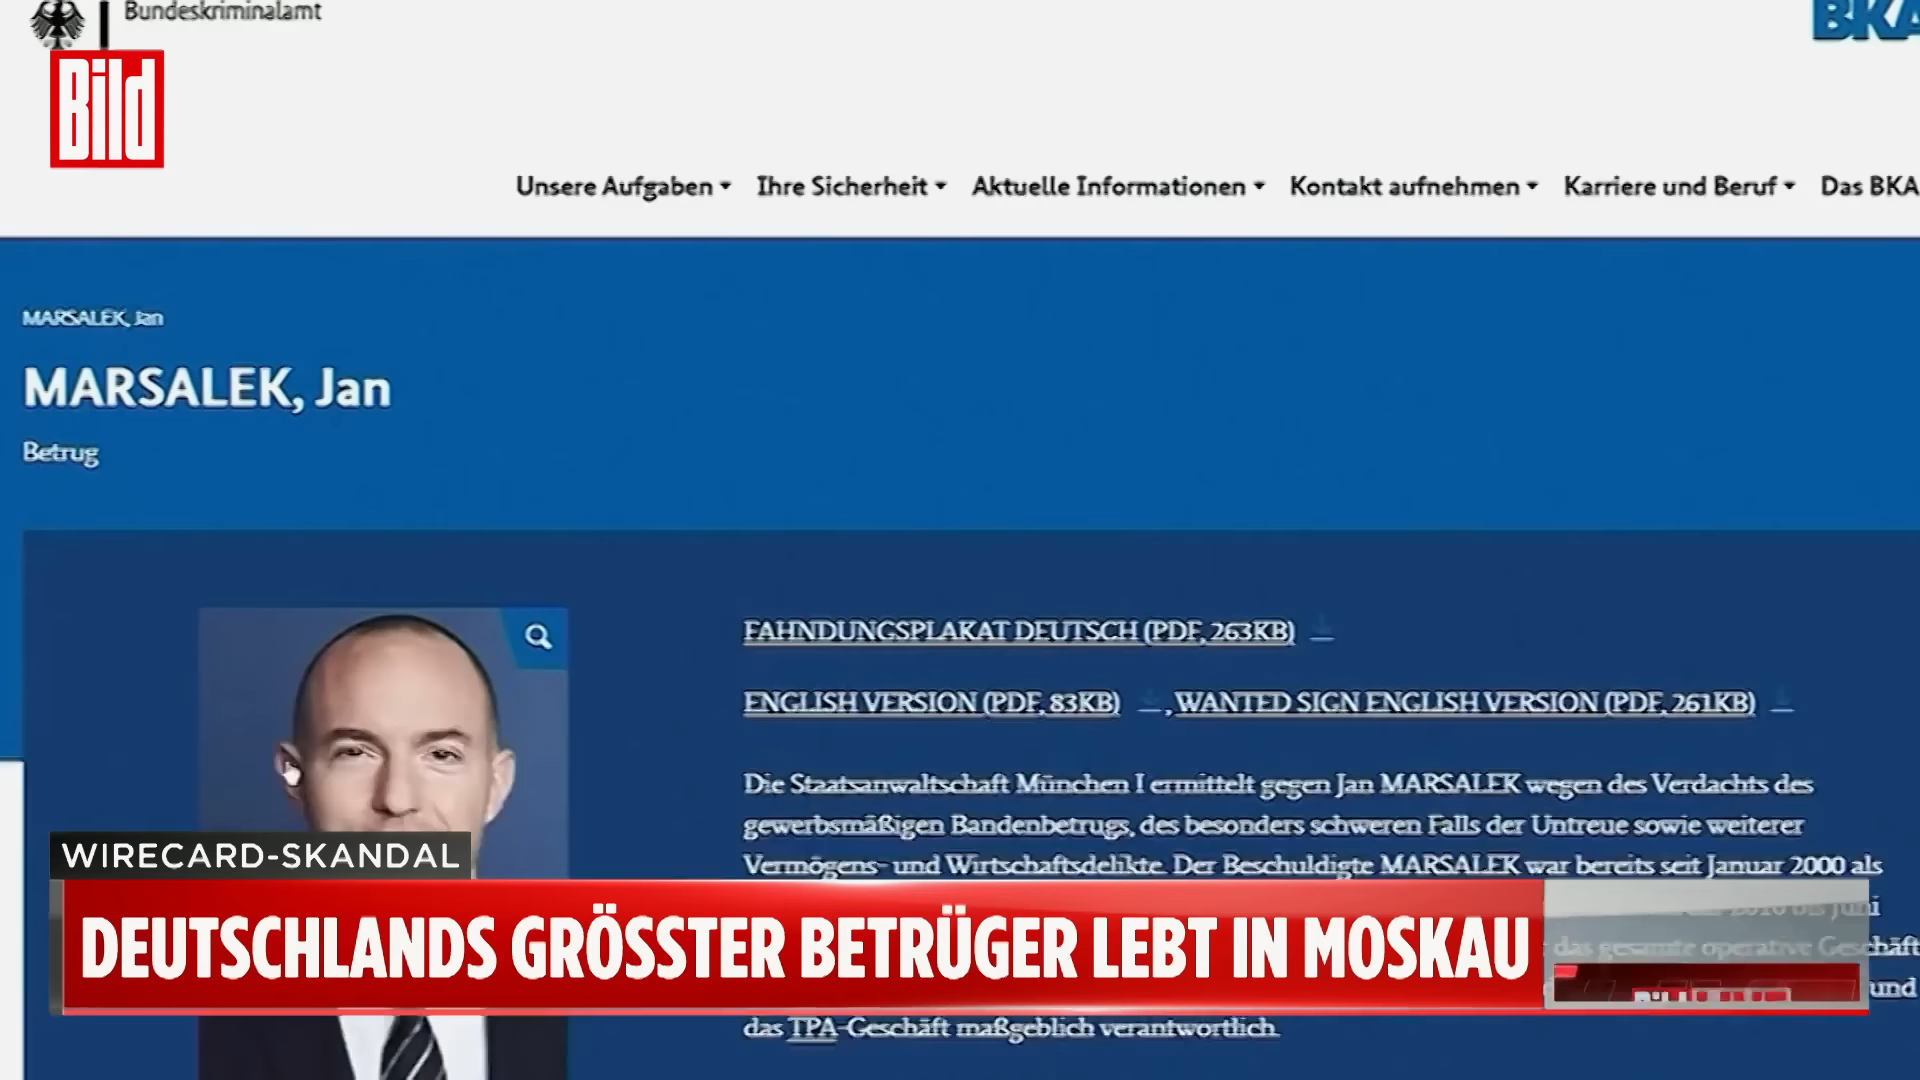 Bundeskriminalamt
BKA
Bild
Unsere Aufgaben
Ihre Sicherheit
Aktuelle Informationen
Kontakt aufnehmen
Karriere und Beruf
Das BKA
MARSALEK, Jan
MARSALEK, Jan
Betrug
FAHNDUNGSPLAKAT DEUTSCH (PDF, 263KB)
ENGLISH VERSION (PDF, 83KB) , WANTED SIGN ENGLISH VERSION (PDF, 261KB)
Die Staatsanwaltschaft München I ermittelt gegen Jan MARSALEK wegen des Verdachts des
gewerbsmäßigen Bandenbetrugs, des besonders schweren Falls der Untreue sowie weiterer
Vermögens- und Wirtschaftsdelikte. Der Beschuldigte MARSALEK war bereits seit Januar 2000 als
2010 bis Juni
das gesamte operative Geschäft
und
das TPA-Geschäft maßgeblich verantwortlich.
WIRECARD-SKANDAL
DEUTSCHLANDS GRÖSSTER BETRÜGER LEBT IN MOSKAU